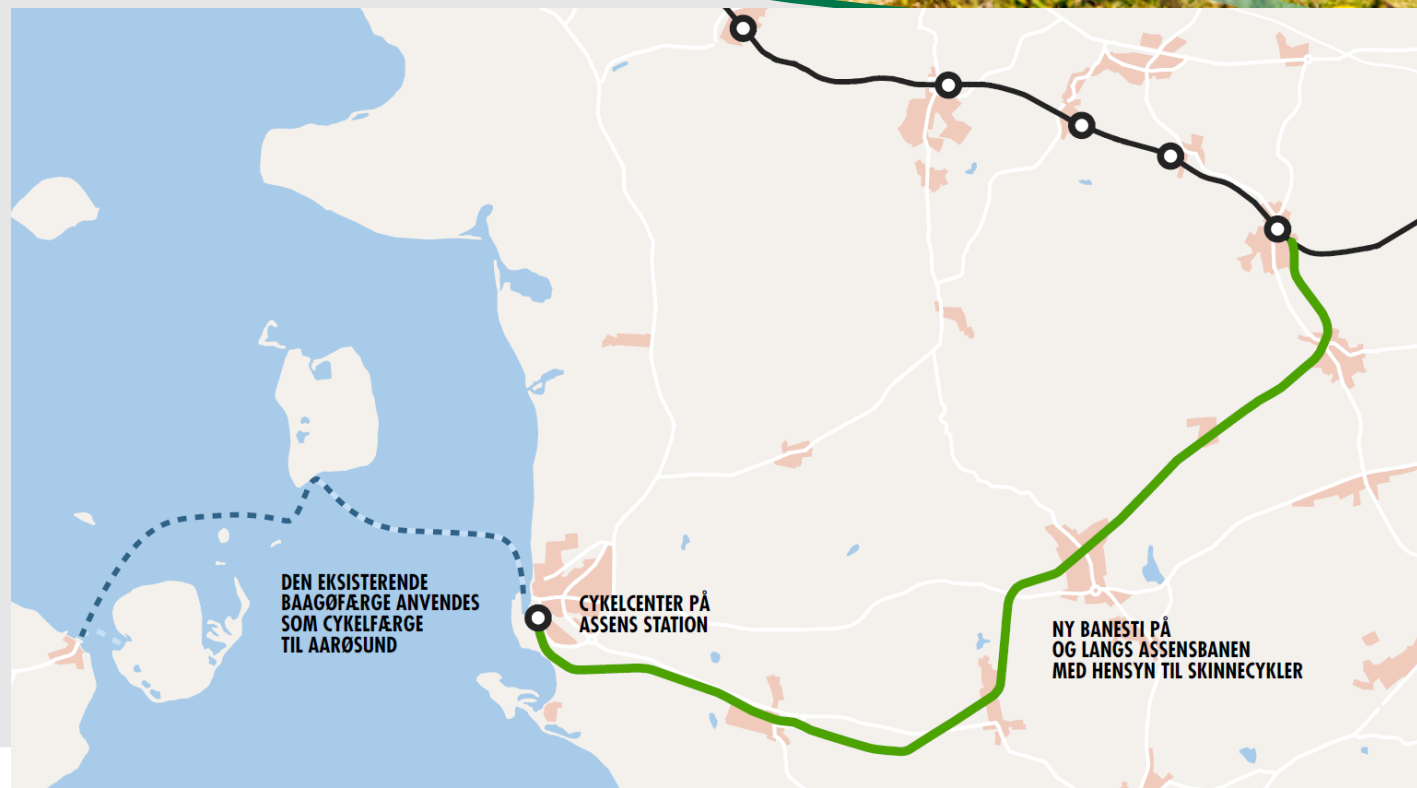 DEN EKSISTERENDE
BAAGØFÆRGE ANVENDES
SOM CYKELFÆRGE
TIL AARØSUND
CYKELCENTER PÅ
ASSENS STATION
NY BANESTI PÅ
OG LANGS ASSENSBANEN
MED HENSYN TIL SKINNECYKLER